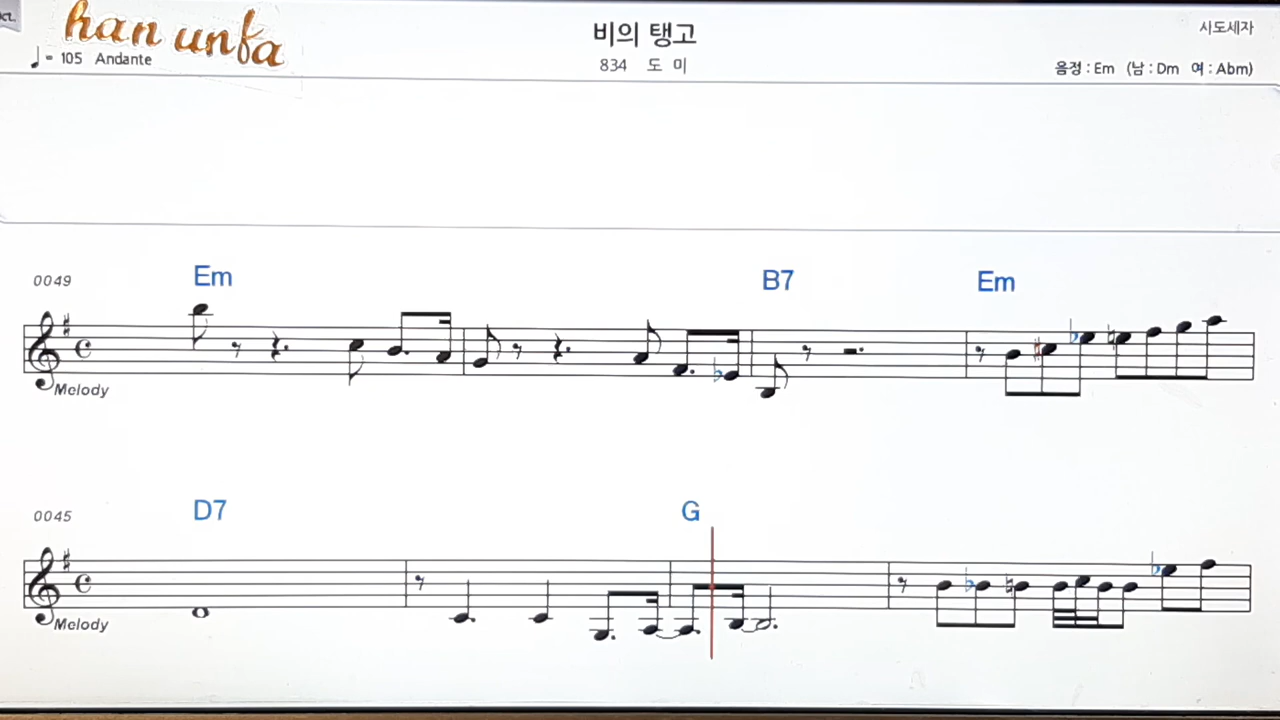 han unfa
♩= 105 Andante
비의 탱고
834 도 미
시도세자
음정 : Em (남 : Dm 여 : Abm)
0049
Em
B7
Em
Melody
0045
D7
G
Melody